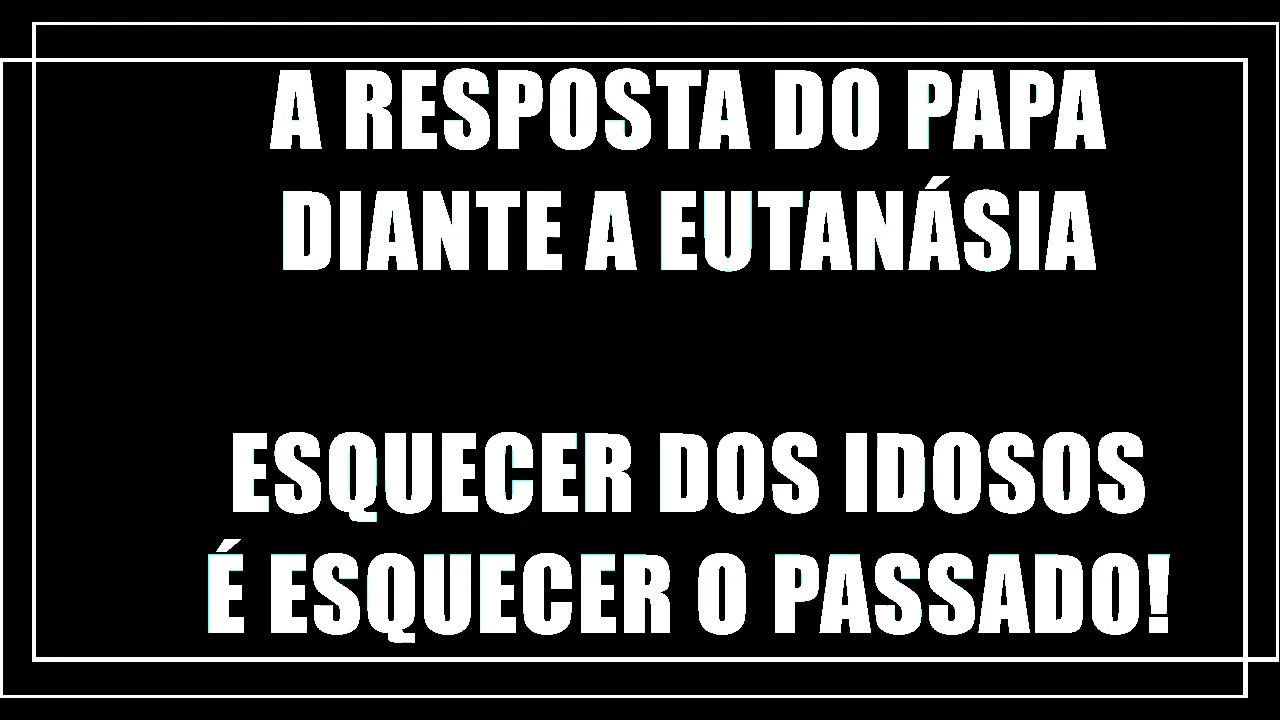 A RESPOSTA DO PAPA
DIANTE A EUTANÁSIA
ESQUECER DOS IDOSOS
É ESQUECER O PASSADO!